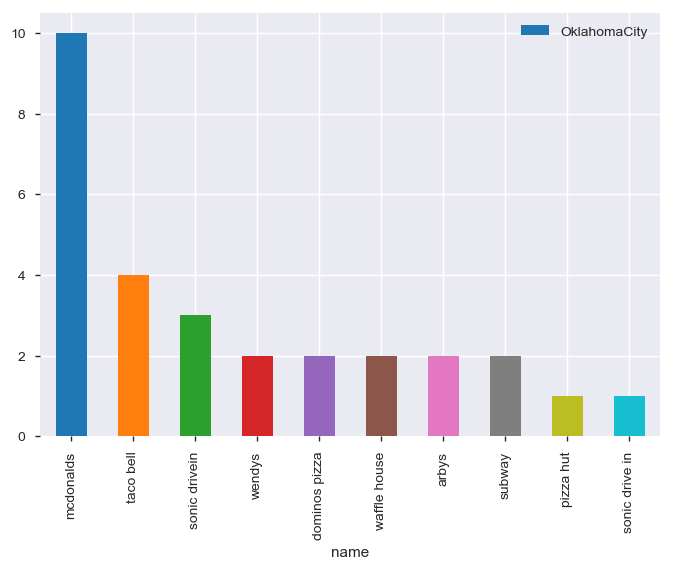 OklahomaCity
10
8
6
4
2
0
mcdonalds
taco bell
sonic drivein
wendys
dominos pizza
waffle house
arbys
subway
pizza hut
sonic drive in
name